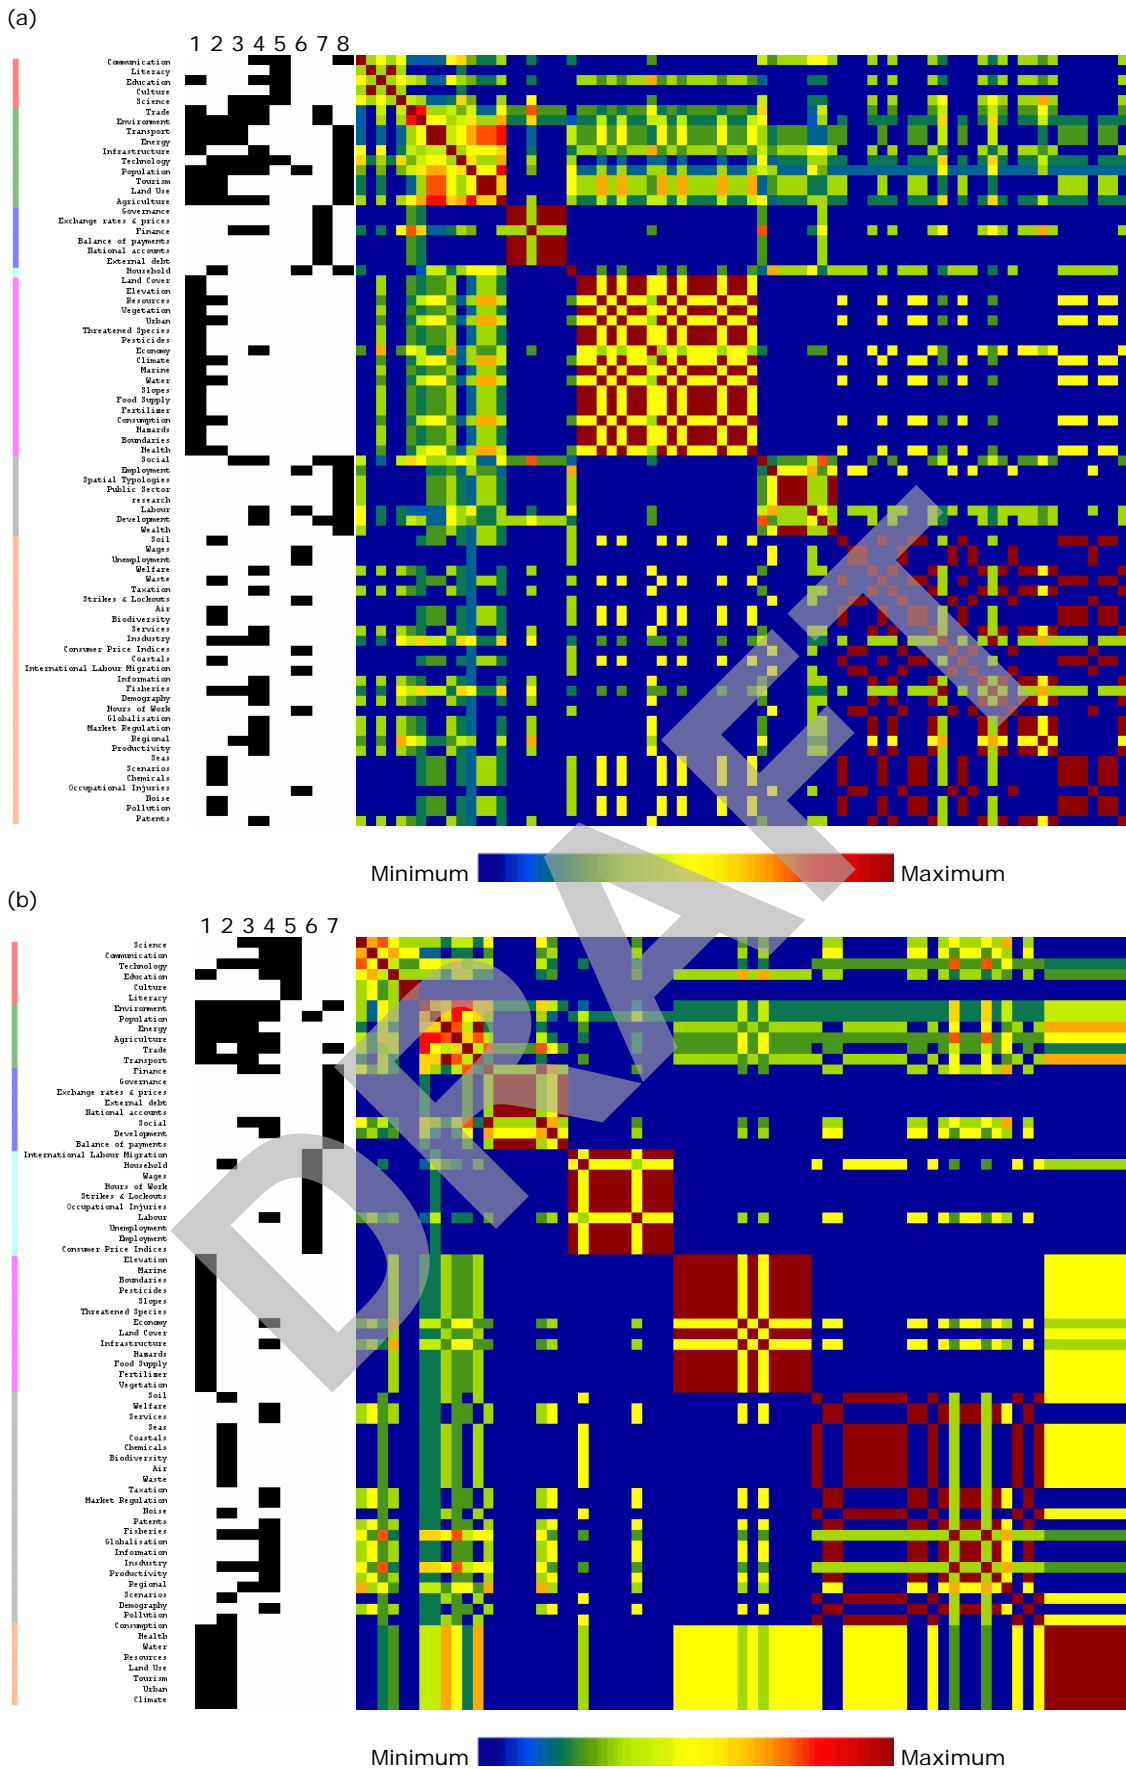 (a)
1 2 3 4 5 6 7 8
Communication
Literacy
Education
Culture
Science
Trade
Environment
Transport
Energy
Infrastructure
Technology
Population
Tourism
Land Use
Agriculture
Governance
Exchange rates & prices
Finance
Balance of payments
National accounts
External debt
Household
Land Cover
Elevation
Resources
Vegetation
Urban
Threatened Species
Pesticides
Economy
Climate
Marine
Water
Slopes
Food Supply
Fertilizer
Consumption
Hazards
Boundaries
Health
Social
Employment
Spatial Typologies
Public Sector
research
Labour
Development
Wealth
Soil
Wages
Unemployment
Welfare
Waste
Taxation
Strikes & Lockouts
Air
Biodiversity
Services
Insdustry
Consumer Price Indices
Coastals
International Labour Migration
Information
Fisheries
Demography
Hours of Work
Globalisation
Market Regulation
Regional
Productivity
Seas
Scenarios
Chemicals
Occupational Injuries
Noise
Pollution
Patents
Minimum Maximum
(b)
1 2 3 4 5 6 7
Science
Communication
Technology
Education
Culture
Literacy
Environment
Population
Energy
Agriculture
Trade
Transport
Finance
Governance
Exchange rates & prices
External debt
National accounts
Social
Development
Balance of payments
International Labour Migration
Household
Wages
Hours of Work
Strikes & Lockouts
Occupational Injuries
Labour
Unemployment
Employment
Consumer Price Indices
Elevation
Marine
Boundaries
Pesticides
Slopes
Threatened Species
Economy
Land Cover
Infrastructure
Hazards
Food Supply
Fertilizer
Vegetation
Soil
Welfare
Services
Seas
Coastals
Chemicals
Biodiversity
Air
Waste
Taxation
Market Regulation
Noise
Patents
Fisheries
Globalisation
Information
Insdustry
Productivity
Regional
Scenarios
Demography
Pollution
Consumption
Health
Water
Resources
Land Use
Tourism
Urban
Climate
Minimum Maximum
DRAFT